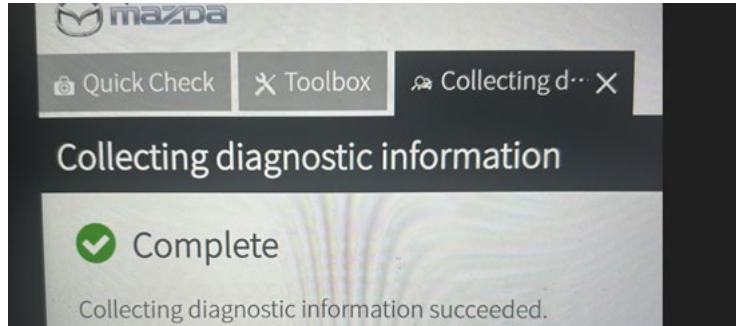 mazda
Quick Check
Toolbox
Collecting d··· X
Collecting diagnostic information
Complete
Collecting diagnostic information succeeded.